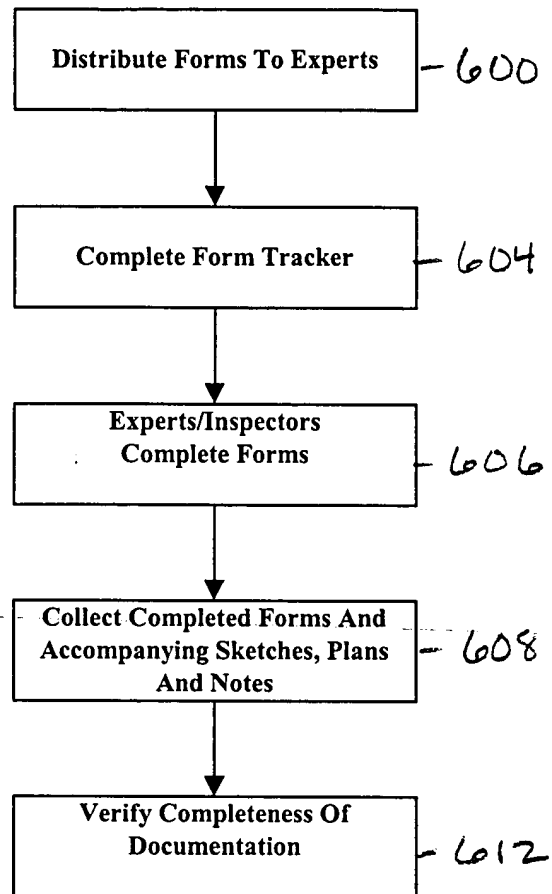 Distribute Forms To Experts - 600
Complete Form Tracker - 604
Experts/Inspectors
Complete Forms - 606
Collect Completed Forms And
Accompanying Sketches, Plans - 608
And Notes
Verify Completeness Of
Documentation - 612